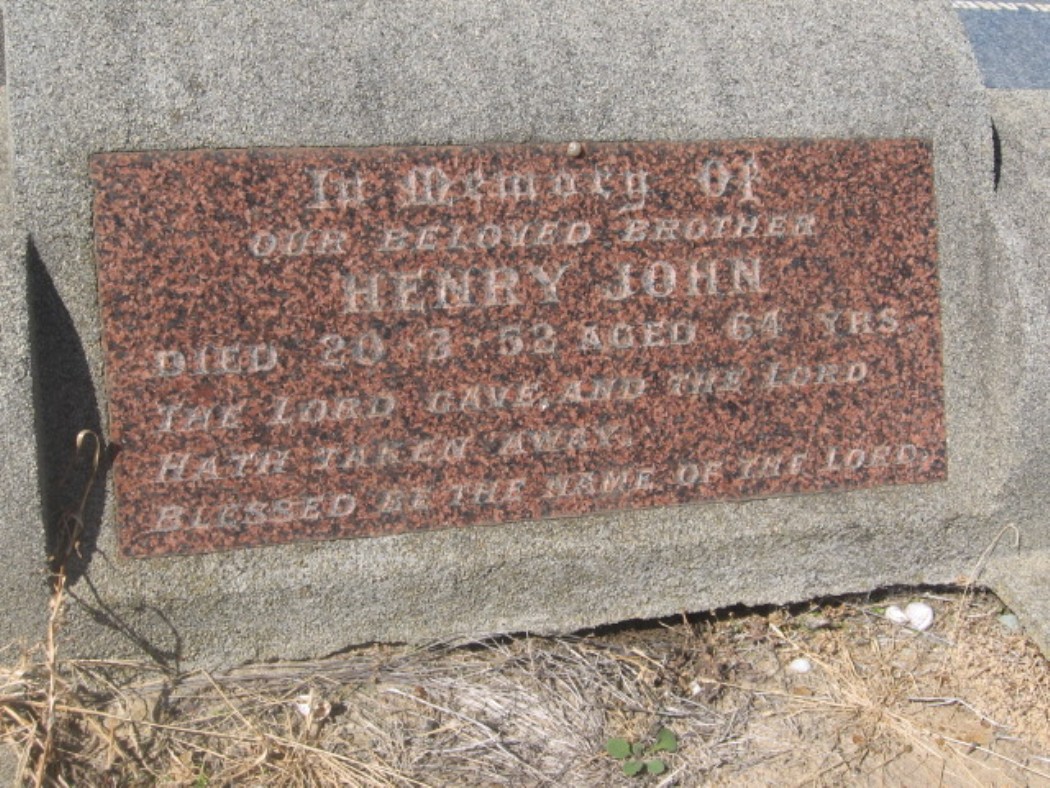 In Memory Of
OUR BELOVED BROTHER
HENRY JOHN
DIED 20·3·52 AGED 64 YRS.
THE LORD GAVE, AND THE LORD
HATH TAKEN AWAY.
BLESSED BE THE NAME OF THE LORD.